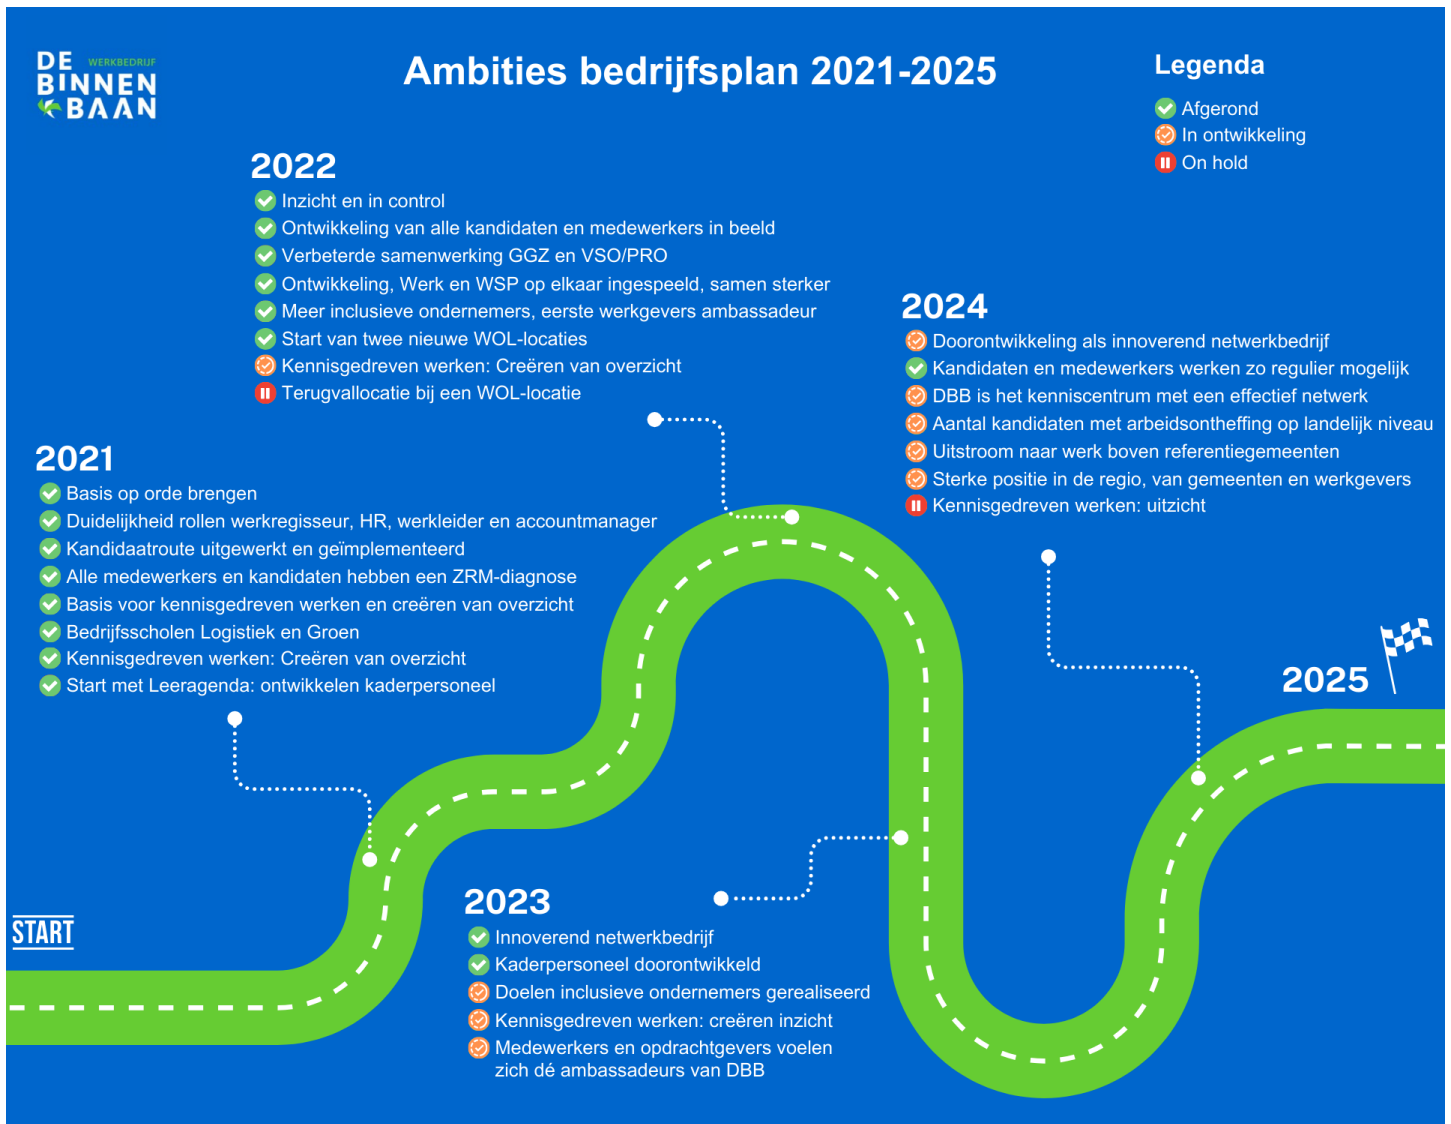 DE WERKBEDRIJF
BINNEN
BAAN
Ambities bedrijfsplan 2021-2025
Legenda
Afgerond
In ontwikkeling
On hold
2022
Inzicht en in control
Ontwikkeling van alle kandidaten en medewerkers in beeld
Verbeterde samenwerking GGZ en VSO/PRO
Ontwikkeling, Werk en WSP op elkaar ingespeeld, samen sterker
Meer inclusieve ondernemers, eerste werkgevers ambassadeur
Start van twee nieuwe WOL-locaties
Kennisgedreven werken: Creëren van overzicht
Terugvallocatie bij een WOL-locatie
2024
Doorontwikkeling als innoverend netwerkbedrijf
Kandidaten en medewerkers werken zo regulier mogelijk
DBB is het kenniscentrum met een effectief netwerk
Aantal kandidaten met arbeidsontheffing op landelijk niveau
Uitstroom naar werk boven referentiegemeenten
Sterke positie in de regio, van gemeenten en werkgevers
Kennisgedreven werken: uitzicht
2021
Basis op orde brengen
Duidelijkheid rollen werkregisseur, HR, werkleider en accountmanager
Kandidaatroute uitgewerkt en geïmplementeerd
Alle medewerkers en kandidaten hebben een ZRM-diagnose
Basis voor kennisgedreven werken en creëren van overzicht
Bedrijfsscholen Logistiek en Groen
Kennisgedreven werken: Creëren van overzicht
Start met Leeragenda: ontwikkelen kaderpersoneel
2025
START
2023
Innoverend netwerkbedrijf
Kaderpersoneel doorontwikkeld
Doelen inclusieve ondernemers gerealiseerd
Kennisgedreven werken: creëren inzicht
Medewerkers en opdrachtgevers voelen
zich dé ambassadeurs van DBB